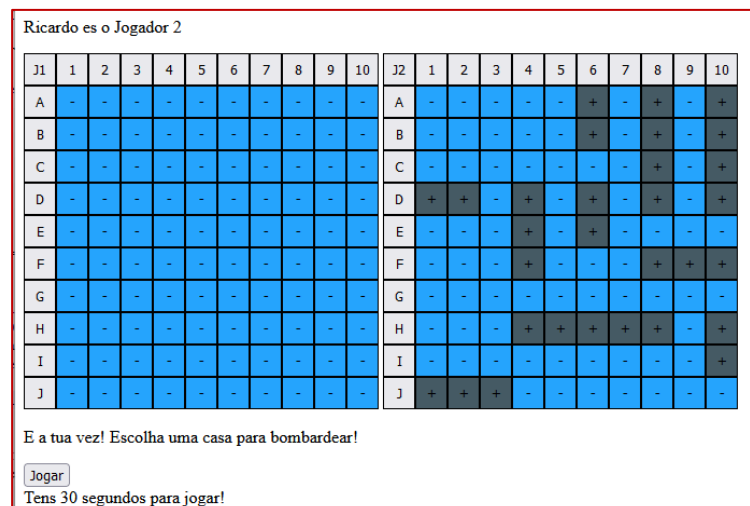 Ricardo es o Jogador 2
J1 1 2 3 4 5 6 7 8 9 10 J2 1 2 3 4 5 6 7 8 9 10
A - - - - - - - - - - A - - - - - + - + - +
B - - - - - - - - - - B - - - - - + - + - +
C - - - - - - - - - - C - - - - - - - + - +
D - - - - - - - - - - D + + - + - + - + - +
E - - - - - - - - - - E - - - + - + - - - -
F - - - - - - - - - - F - - - + - - - + + +
G - - - - - - - - - - G - - - - - - - - - -
H - - - - - - - - - - H - - - + + + + + - +
I - - - - - - - - - - I - - - - - - - - - +
J - - - - - - - - - - J + + + - - - - - - -
E a tua vez! Escolha uma casa para bombardear!
Jogar
Tens 30 segundos para jogar!